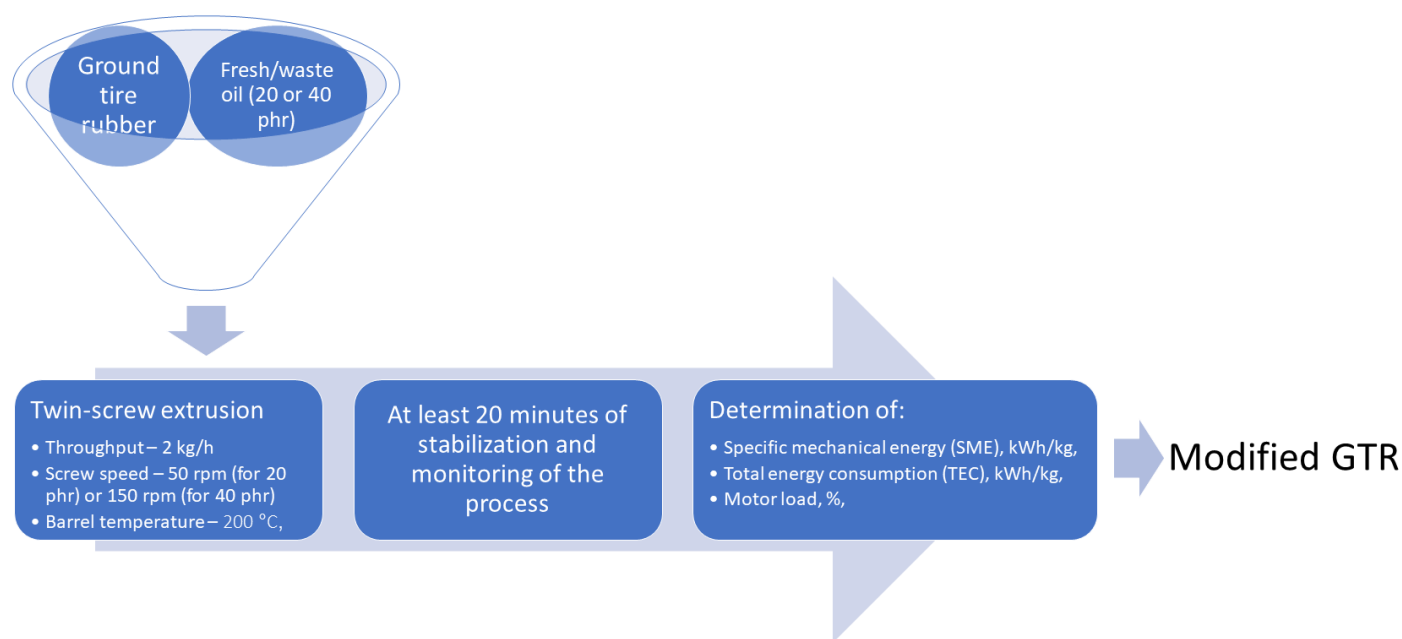 Ground
tire
rubber
Fresh/waste
oil (20 or 40
phr)
Twin-screw extrusion
• Throughput – 2 kg/h
• Screw speed – 50 rpm (for 20
phr) or 150 rpm (for 40 phr)
• Barrel temperature – 200 °C,
At least 20 minutes of
stabilization and
monitoring of the
process
Determination of:
• Specific mechanical energy (SME), kWh/kg,
• Total energy consumption (TEC), kWh/kg,
• Motor load, %,
Modified GTR